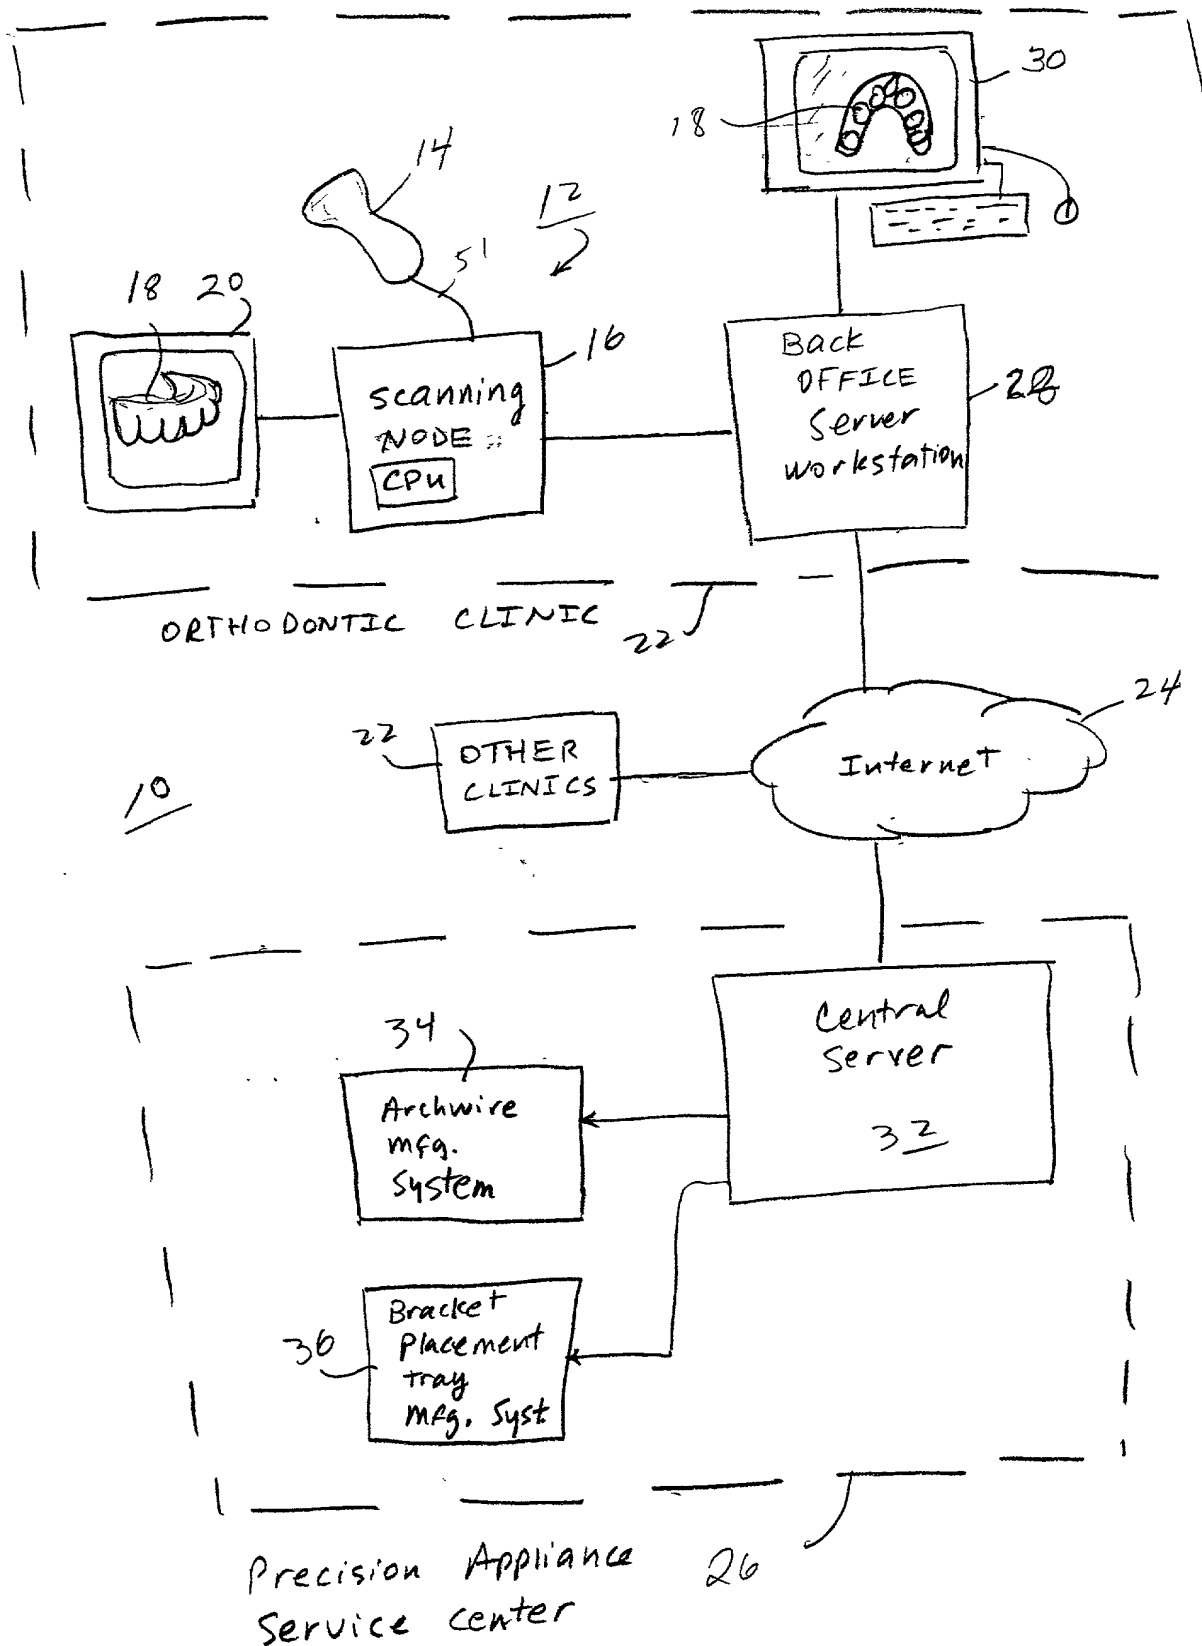 30
18
14
12
51
18 20
16
scanning
NODE
CPU
Back
OFFICE
Server
workstation
28
ORTHODONTIC CLINIC
22
24
Internet
22
OTHER
CLINICS
10
Central
Server
32
34
Archwire
mfg.
System
36
Bracket
Placement
tray
mfg. Syst
26
Precision Appliance
Service center